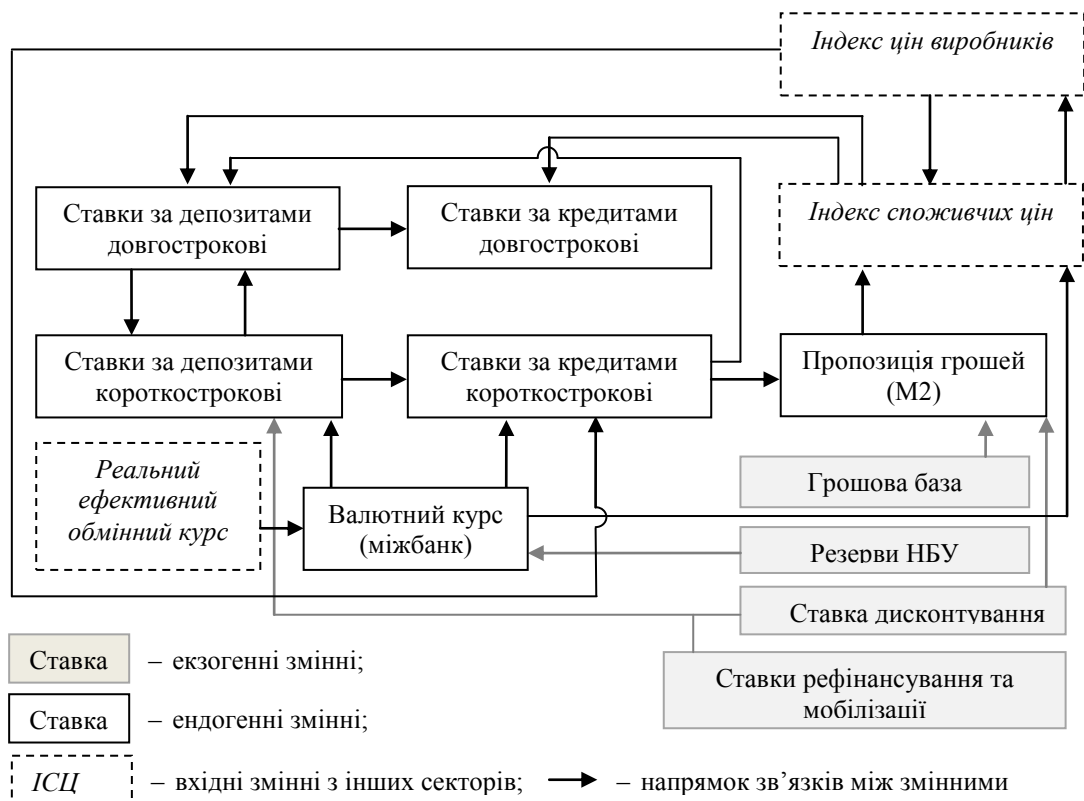 Індекс цін виробників
Ставки за депозитами
довгострокові
Ставки за кредитами
довгострокові
Індекс споживчих цін
Ставки за депозитами
короткострокові
Ставки за кредитами
короткострокові
Пропозиція грошей
(М2)
Реальний
ефективний
обмінний курс
Валютний курс
(міжбанк)
Грошова база
Резерви НБУ
Ставка дисконтування
Ставки рефінансування та
мобілізації
Ставка – екзогенні змінні;
Ставка – ендогенні змінні;
ІСЦ – вхідні змінні з інших секторів; – напрямок зв’язків між змінними